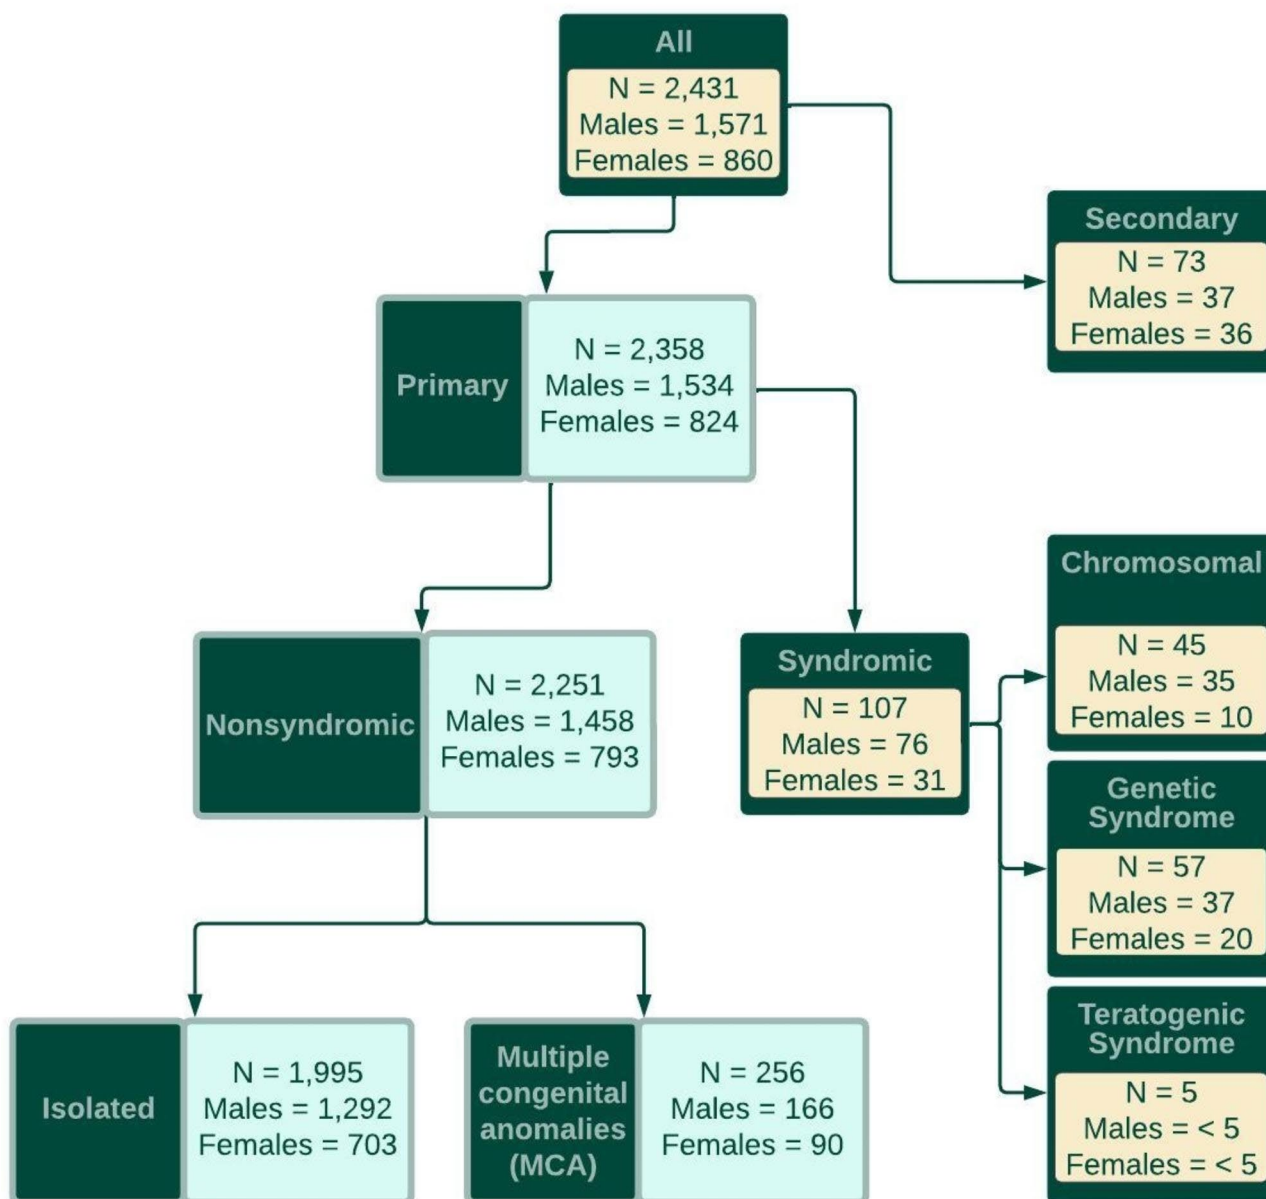 All
N = 2,431
Males = 1,571
Females = 860
Secondary
N = 73
Males = 37
Females = 36
Primary
N = 2,358
Males = 1,534
Females = 824
Nonsyndromic
N = 2,251
Males = 1,458
Females = 793
Syndromic
N = 107
Males = 76
Females = 31
Chromosomal
N = 45
Males = 35
Females = 10
Genetic
Syndrome
N = 57
Males = 37
Females = 20
Teratogenic
Syndrome
N = 5
Males = < 5
Females = < 5
Isolated
N = 1,995
Males = 1,292
Females = 703
Multiple
congenital
anomalies
(MCA)
N = 256
Males = 166
Females = 90